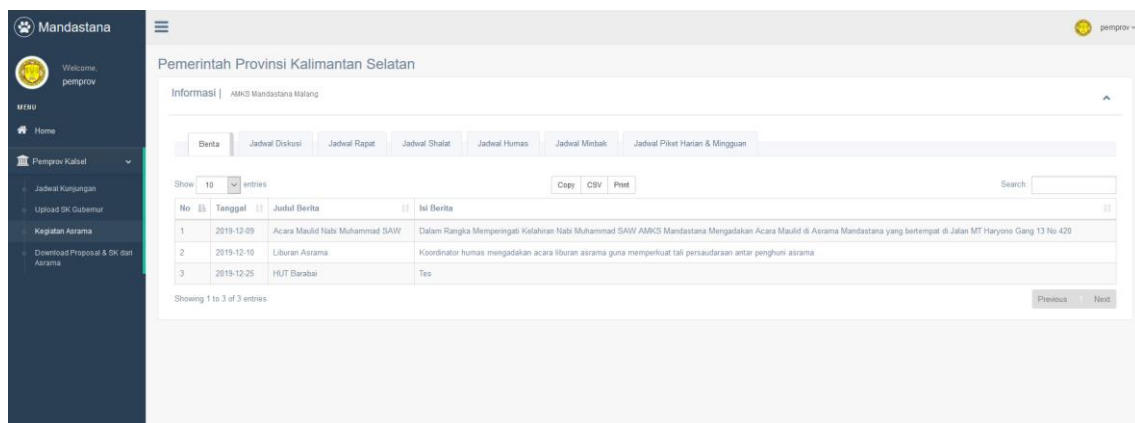 Mandastana
pemprov
Welcome,
pemprov
MENU
Home
Pemprov Kalsel
Jadwal Kunjungan
Upload SK Gubernur
Kegiatan Asrama
Download Proposal & SK dari
Asrama
Pemerintah Provinsi Kalimantan Selatan
Informasi | AMKS Mandastana Malang
Berita Jadwal Diskusi Jadwal Rapat Jadwal Shalat Jadwal Humas Jadwal Minbak Jadwal Piket Harian & Mingguan
Show 10 entries Copy CSV Print Search:
No Tanggal Judul Berita Isi Berita
1 2019-12-09 Acara Maulid Nabi Muhammad SAW Dalam Rangka Memperingati Kelahiran Nabi Muhammad SAW AMKS Mandastana Mengadakan Acara Maulid di Asrama Mandastana yang bertempat di Jalan MT Haryono Gang 13 No 420
2 2019-12-10 Liburan Asrama Koordinator humas mengadakan acara liburan asrama guna memperkuat tali persaudaraan antar penghuni asrama
3 2019-12-25 HUT Barabai Tes
Showing 1 to 3 of 3 entries Previous 1 Next